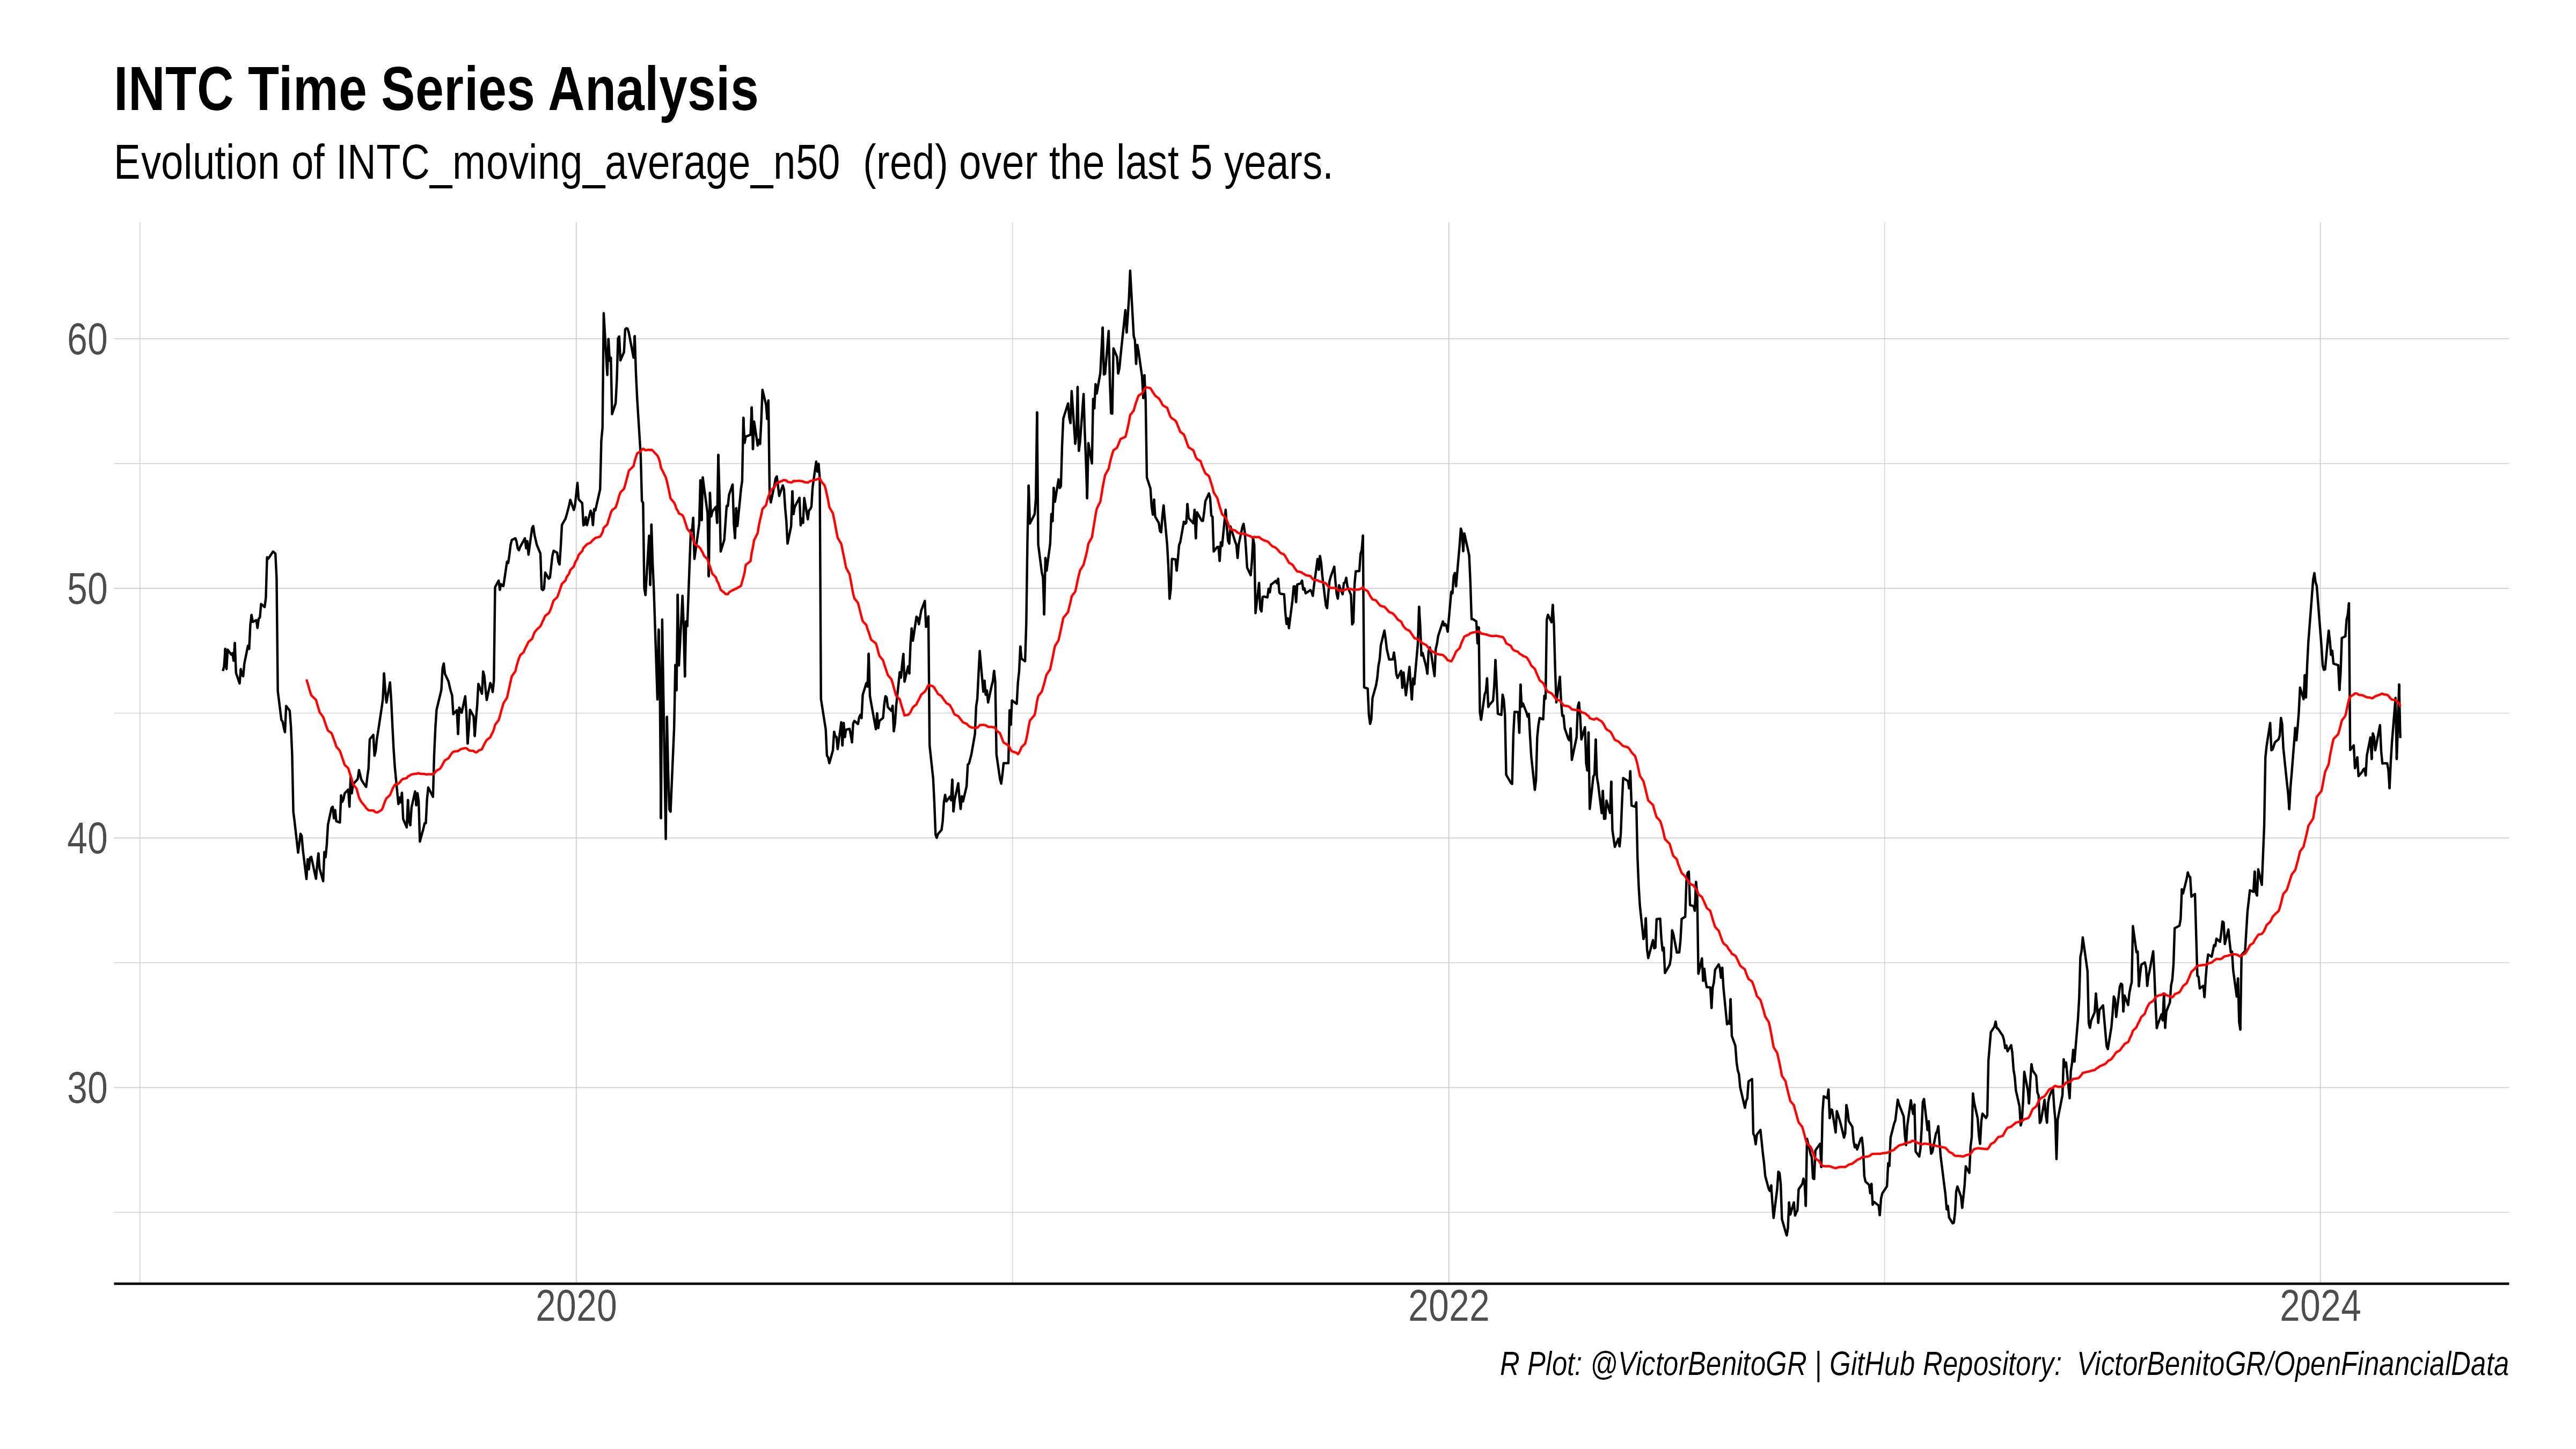 INTC Time Series Analysis
Evolution of INTC_moving_average_n50  (red) over the last 5 years.
60
50
40
30
2020 2022 2024
R Plot: @VictorBenitoGR | GitHub Repository:  VictorBenitoGR/OpenFinancialData